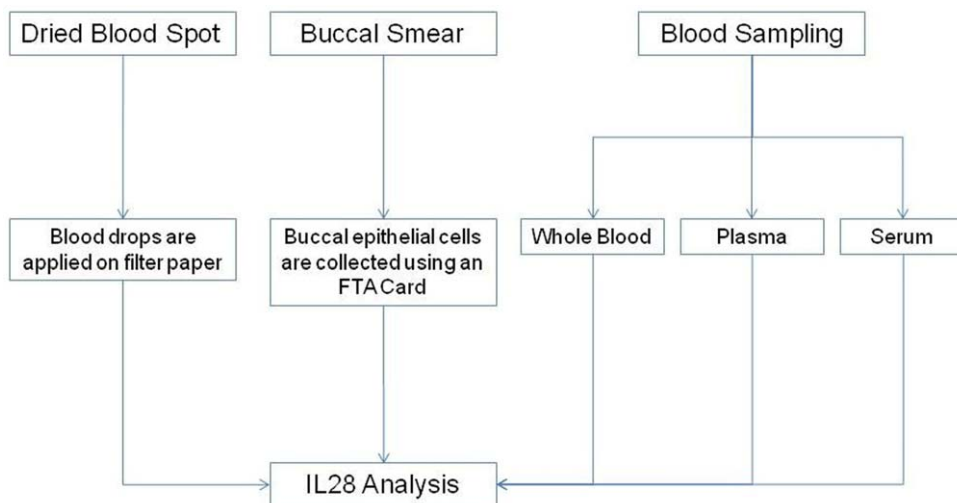 Dried Blood Spot
Buccal Smear
Blood Sampling
Blood drops are
applied on filter paper
Buccal epithelial cells
are collected using an
FTA Card
Whole Blood
Plasma
Serum
IL28 Analysis